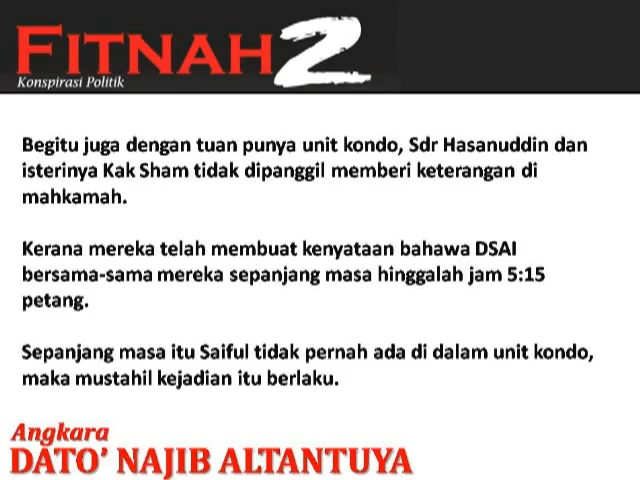 FITNAH 2
Konspirasi Politik
Begitu juga dengan tuan punya unit kondo, Sdr Hasanuddin dan
isterinya Kak Sham tidak dipanggil memberi keterangan di
mahkamah.
Kerana mereka telah membuat kenyataan bahawa DSAI
bersama-sama mereka sepanjang masa hinggalah jam 5:15
petang.
Sepanjang masa itu Saiful tidak pernah ada di dalam unit kondo,
maka mustahil kejadian itu berlaku.
Angkara
DATO’ NAJIB ALTANTUYA